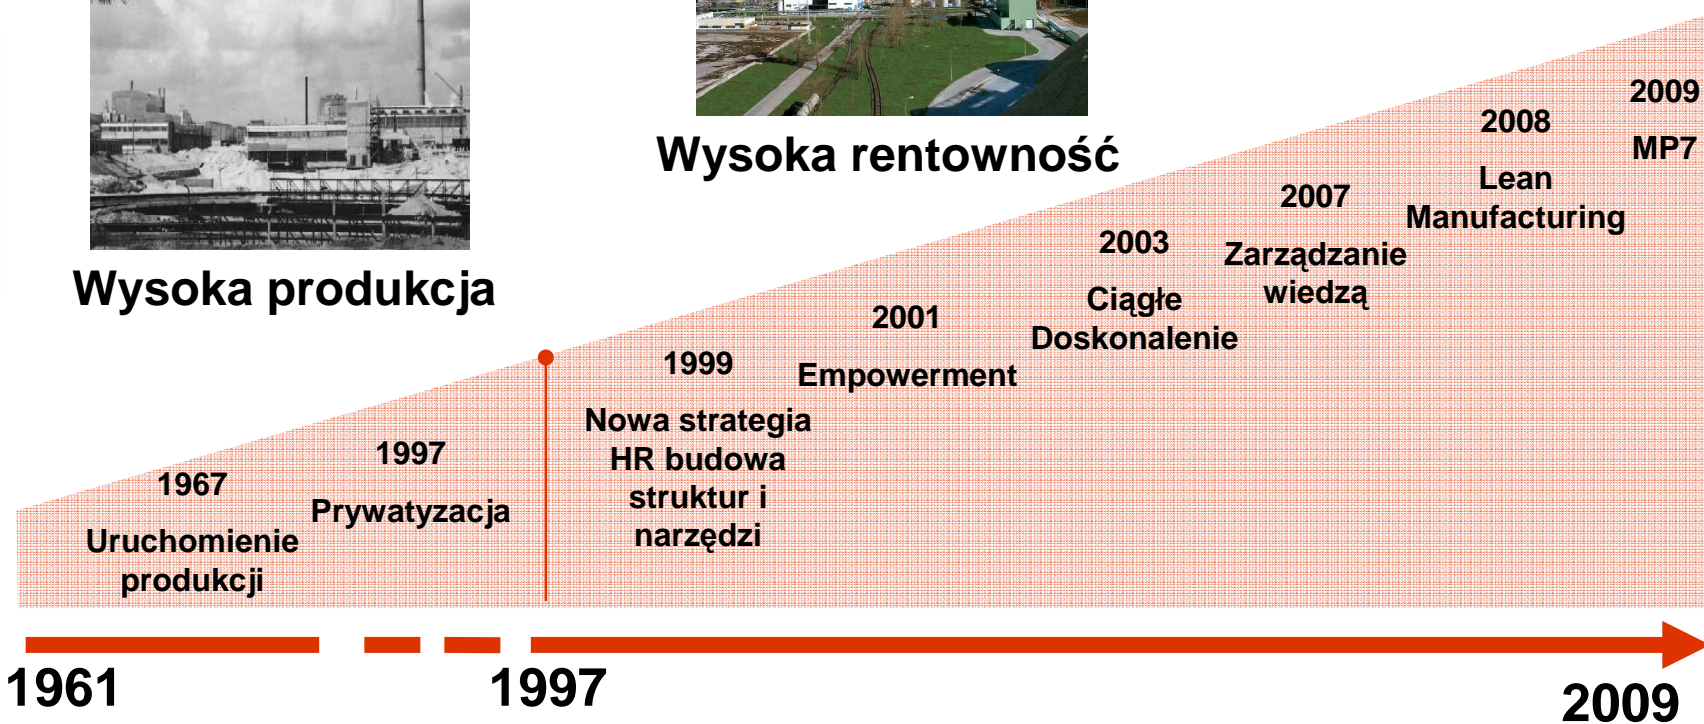 Wysoka produkcja
Wysoka rentowność
1967
Uruchomienie
produkcji
1997
Prywatyzacja
1999
Nowa strategia
HR budowa
struktur i
narzędzi
2001
Empowerment
2003
Ciągłe
Doskonalenie
2007
Zarządzanie
wiedzą
2008
Lean
Manufacturing
2009
MP7
1961
1997
2009